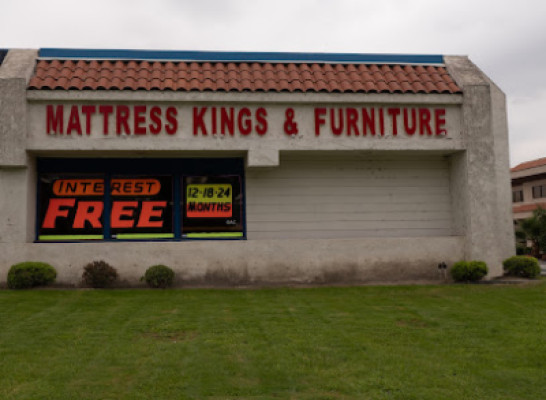 MATTRESS KINGS & FURNITURE
INTEREST
FREE
12-18-24
MONTHS